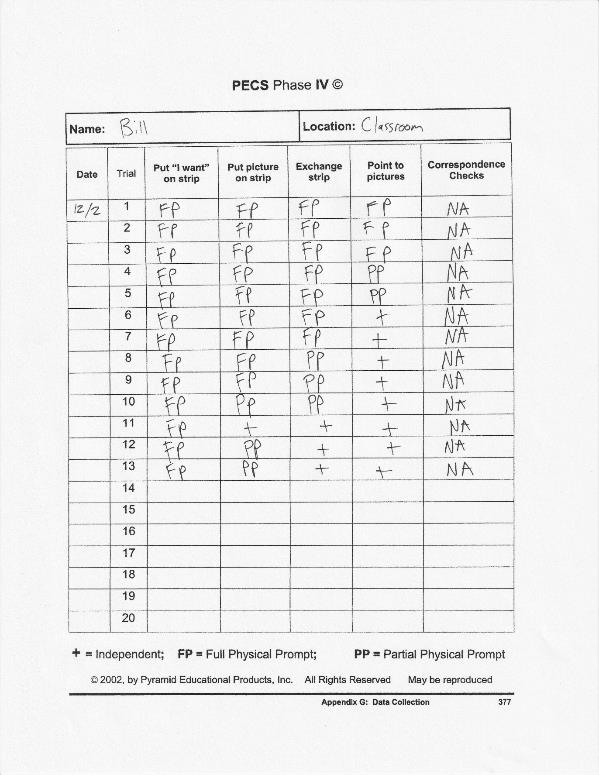 PECS Phase IV ©
Name: Bill Location: Classroom
Date Trial Put "I want" on strip Put picture on strip Exchange strip Point to pictures Correspondence Checks
12/2 1 FP FP FP FP NA
2 FP FP FP FP NA
3 FP FP FP FP NA
4 FP FP FP PP NA
5 FP FP FP PP NA
6 FP FP FP + NA
7 FP FP FP + NA
8 FP FP PP + NA
9 FP FP PP + NA
10 FP PP PP + NA
11 FP + + + NA
12 FP PP + + NA
13 FP PP + + NA
14
15
16
17
18
19
20
+ = Independent; FP = Full Physical Prompt; PP = Partial Physical Prompt
© 2002, by Pyramid Educational Products, Inc. All Rights Reserved May be reproduced
Appendix G: Data Collection 377